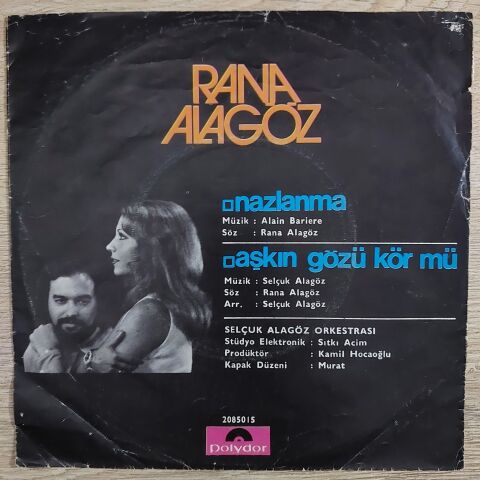 RANA
ALAGÖZ
nazlanma
Müzik : Alain Bariere
Söz : Rana Alagöz
aşkın gözü kör mü
Müzik : Selçuk Alagöz
Söz : Rana Alagöz
Arr. : Selçuk Alagöz
SELÇUK ALAGÖZ ORKESTRASI
Stüdyo Elektronik : Sıtkı Acim
Prodüktör : Kamil Hocaoğlu
Kapak Düzeni : Murat
2085015
polydor